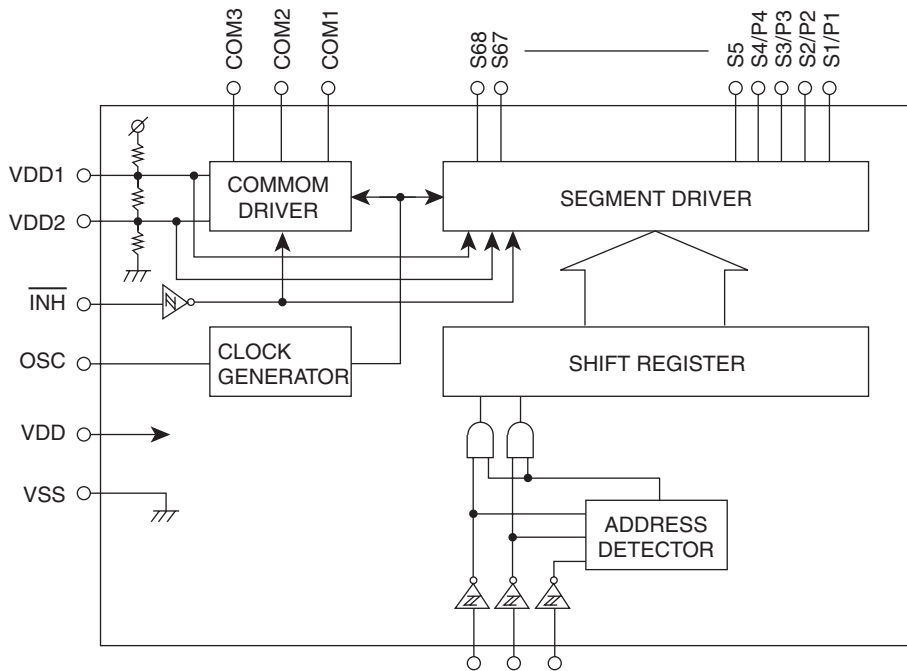 COM3
COM2
COM1
S68
S67
S5
S4/P4
S3/P3
S2/P2
S1/P1
VDD1
COMMOM
DRIVER
SEGMENT DRIVER
VDD2
INH
OSC
CLOCK
GENERATOR
SHIFT REGISTER
VDD
VSS
ADDRESS
DETECTOR